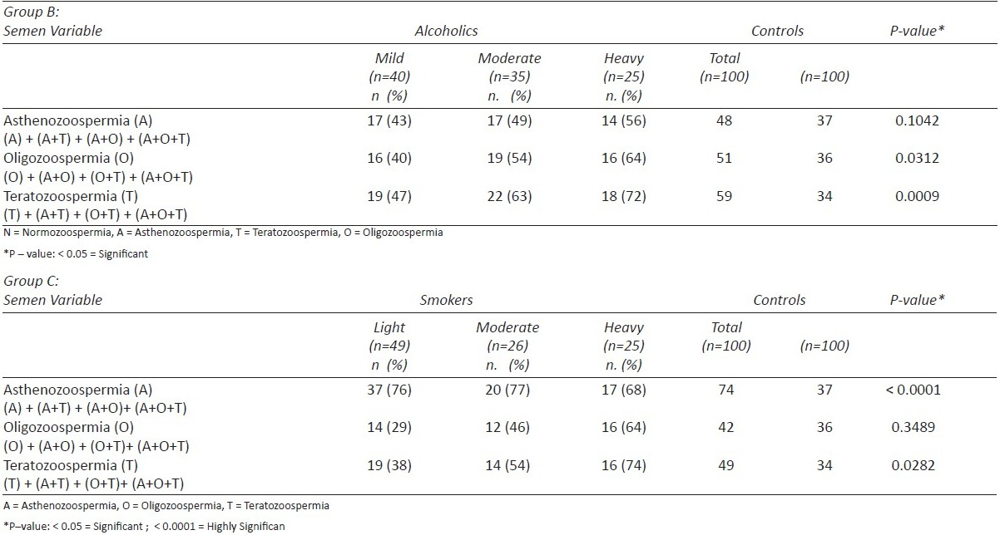 Group B:
Semen Variable Alcoholics Controls P-value*
Mild Moderate Heavy Total
(n=40) (n=35) (n=25) (n=100) (n=100)
n (%) n. (%) n. (%)
Asthenozoospermia (A) 17 (43) 17 (49) 14 (56) 48 37 0.1042
(A) + (A+T) + (A+O) + (A+O+T)
Oligozoospermia (O) 16 (40) 19 (54) 16 (64) 51 36 0.0312
(O) + (A+O) + (O+T) + (A+O+T)
Teratozoospermia (T) 19 (47) 22 (63) 18 (72) 59 34 0.0009
(T) + (A+T) + (O+T) + (A+O+T)
N = Normozoospermia, A = Asthenozoospermia, T = Teratozoospermia, O = Oligozoospermia
*P – value: < 0.05 = Significant
Group C:
Semen Variable Smokers Controls P-value*
Light Moderate Heavy Total
(n=49) (n=26) (n=25) (n=100) (n=100)
n (%) n. (%) n. (%)
Asthenozoospermia (A) 37 (76) 20 (77) 17 (68) 74 37 < 0.0001
(A) + (A+T) + (A+O)+ (A+O+T)
Oligozoospermia (O) 14 (29) 12 (46) 16 (64) 42 36 0.3489
(O) + (A+O) + (O+T)+ (A+O+T)
Teratozoospermia (T) 19 (38) 14 (54) 16 (74) 49 34 0.0282
(T) + (A+T) + (O+T)+ (A+O+T)
A = Asthenozoospermia, O = Oligozoospermia, T = Teratozoospermia
*P–value: < 0.05 = Significant ; < 0.0001 = Highly Significan